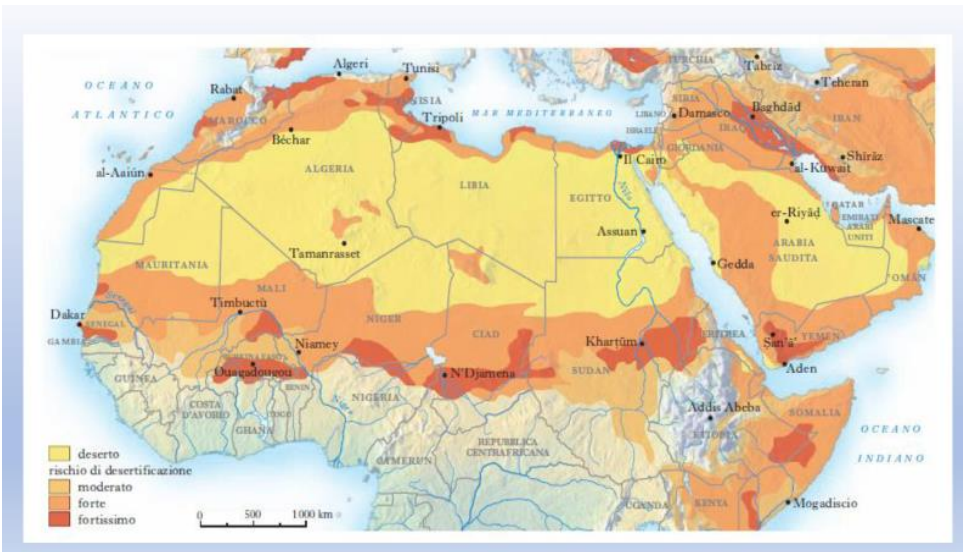 OCEANO
ATLANTICO
Rabat
Algeri
Tunisi
MAROCCO
TUNISIA
Tripoli
MAR MEDITERRANEO
TURCHIA
Tabriz
Teheran
SIRIA
LIBANO
Damasco
ISRAELE
Baghdād
IRAQ
IRAN
GIORDANIA
Shīrāz
al-Kuwait
Béchar
al-Aaiún
ALGERIA
LIBIA
Il Cairo
EGITTO
Nilo
Assuan
er-Riyāḍ
QATAR
EMIRATI
ARABI
UNITI
Mascate
ARABIA
SAUDITA
OMAN
Gedda
Tamanrasset
MAURITANIA
MALI
Timbuctù
Dakar
Senegal
SENEGAL
GAMBIA
NIGER
CIAD
Niamey
BURKINA FASO
Ouagadougou
N'Djamena
Khartūm
SUDAN
ERITREA
YEMEN
Ṣan'ā'
Aden
GUINEA
COSTA
D'AVORIO
GHANA
TOGO
BENIN
Niger
NIGERIA
CAMERUN
REPUBBLICA
CENTRAFRICANA
Addis Abeba
ETIOPIA
SOMALIA
OCEANO
INDIANO
UGANDA
KENYA
Mogadiscio
deserto
rischio di desertificazione
moderato
forte
fortissimo
0 500 1000 km